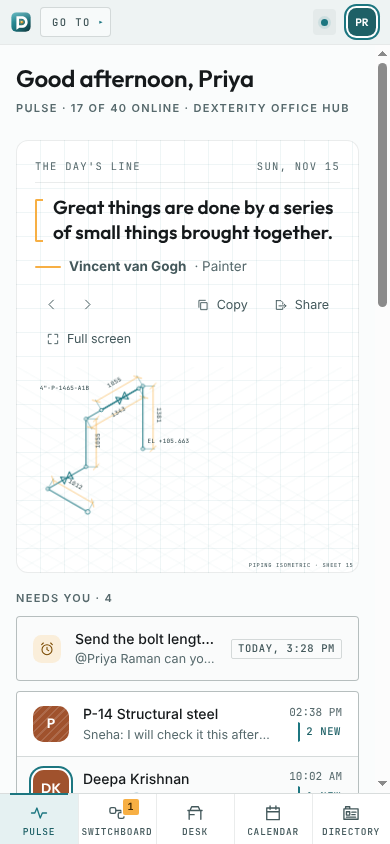 GO TO
PR
Good afternoon, Priya
PULSE · 17 OF 40 ONLINE · DEXTERITY OFFICE HUB
THE DAY'S LINE
SUN, NOV 15
Great things are done by a series
of small things brought together.
Vincent van Gogh · Painter
Copy
Share
Full screen
4"-P-1465-A1B
1055
1343
1381
1055
EL +105.663
1012
PIPING ISOMETRIC · SHEET 15
NEEDS YOU · 4
Send the bolt lengt...
TODAY, 3:28 PM
@Priya Raman can yo...
P
P-14 Structural steel
02:38 PM
Sneha: I will check it this after...
2 NEW
DK
Deepa Krishnan
10:02 AM
1
PULSE
SWITCHBOARD
DESK
CALENDAR
DIRECTORY